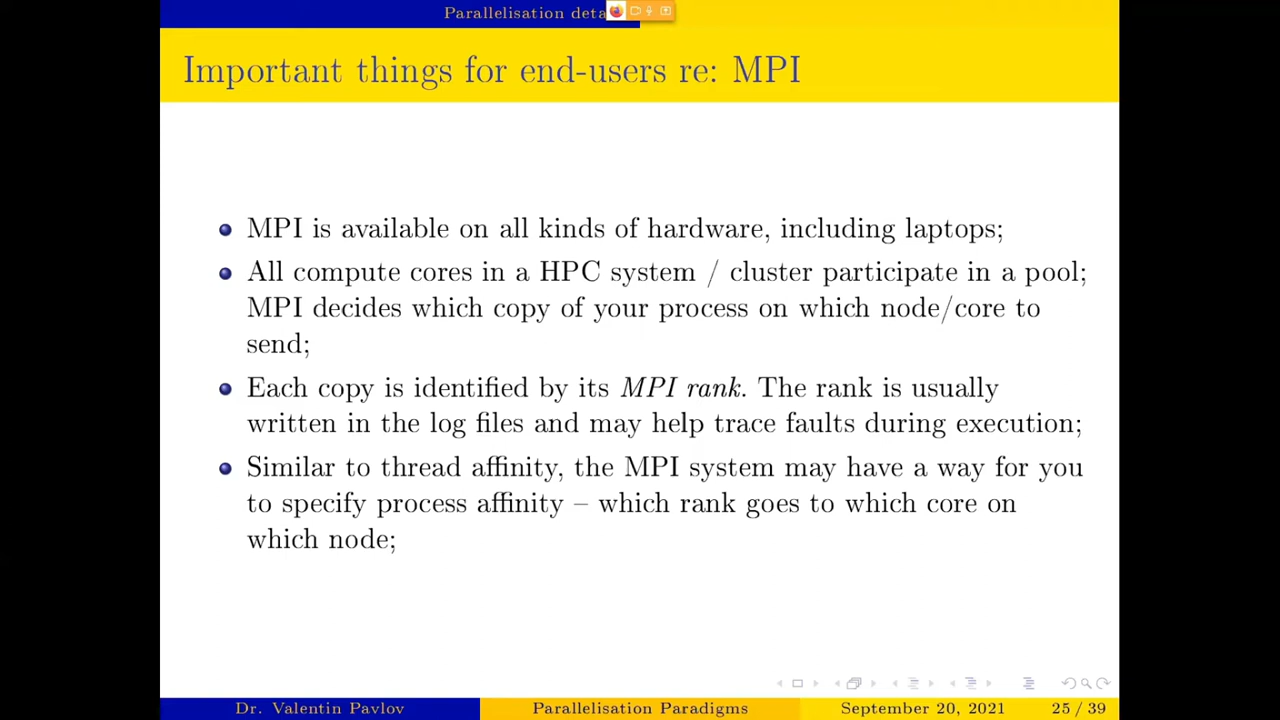 Parallelisation deta
Important things for end-users re: MPI
MPI is available on all kinds of hardware, including laptops;
All compute cores in a HPC system / cluster participate in a pool;
MPI decides which copy of your process on which node/core to
send;
Each copy is identified by its MPI rank. The rank is usually
written in the log files and may help trace faults during execution;
Similar to thread affinity, the MPI system may have a way for you
to specify process affinity – which rank goes to which core on
which node;
Dr. Valentin Pavlov
Parallelisation Paradigms
September 20, 2021
25 / 39